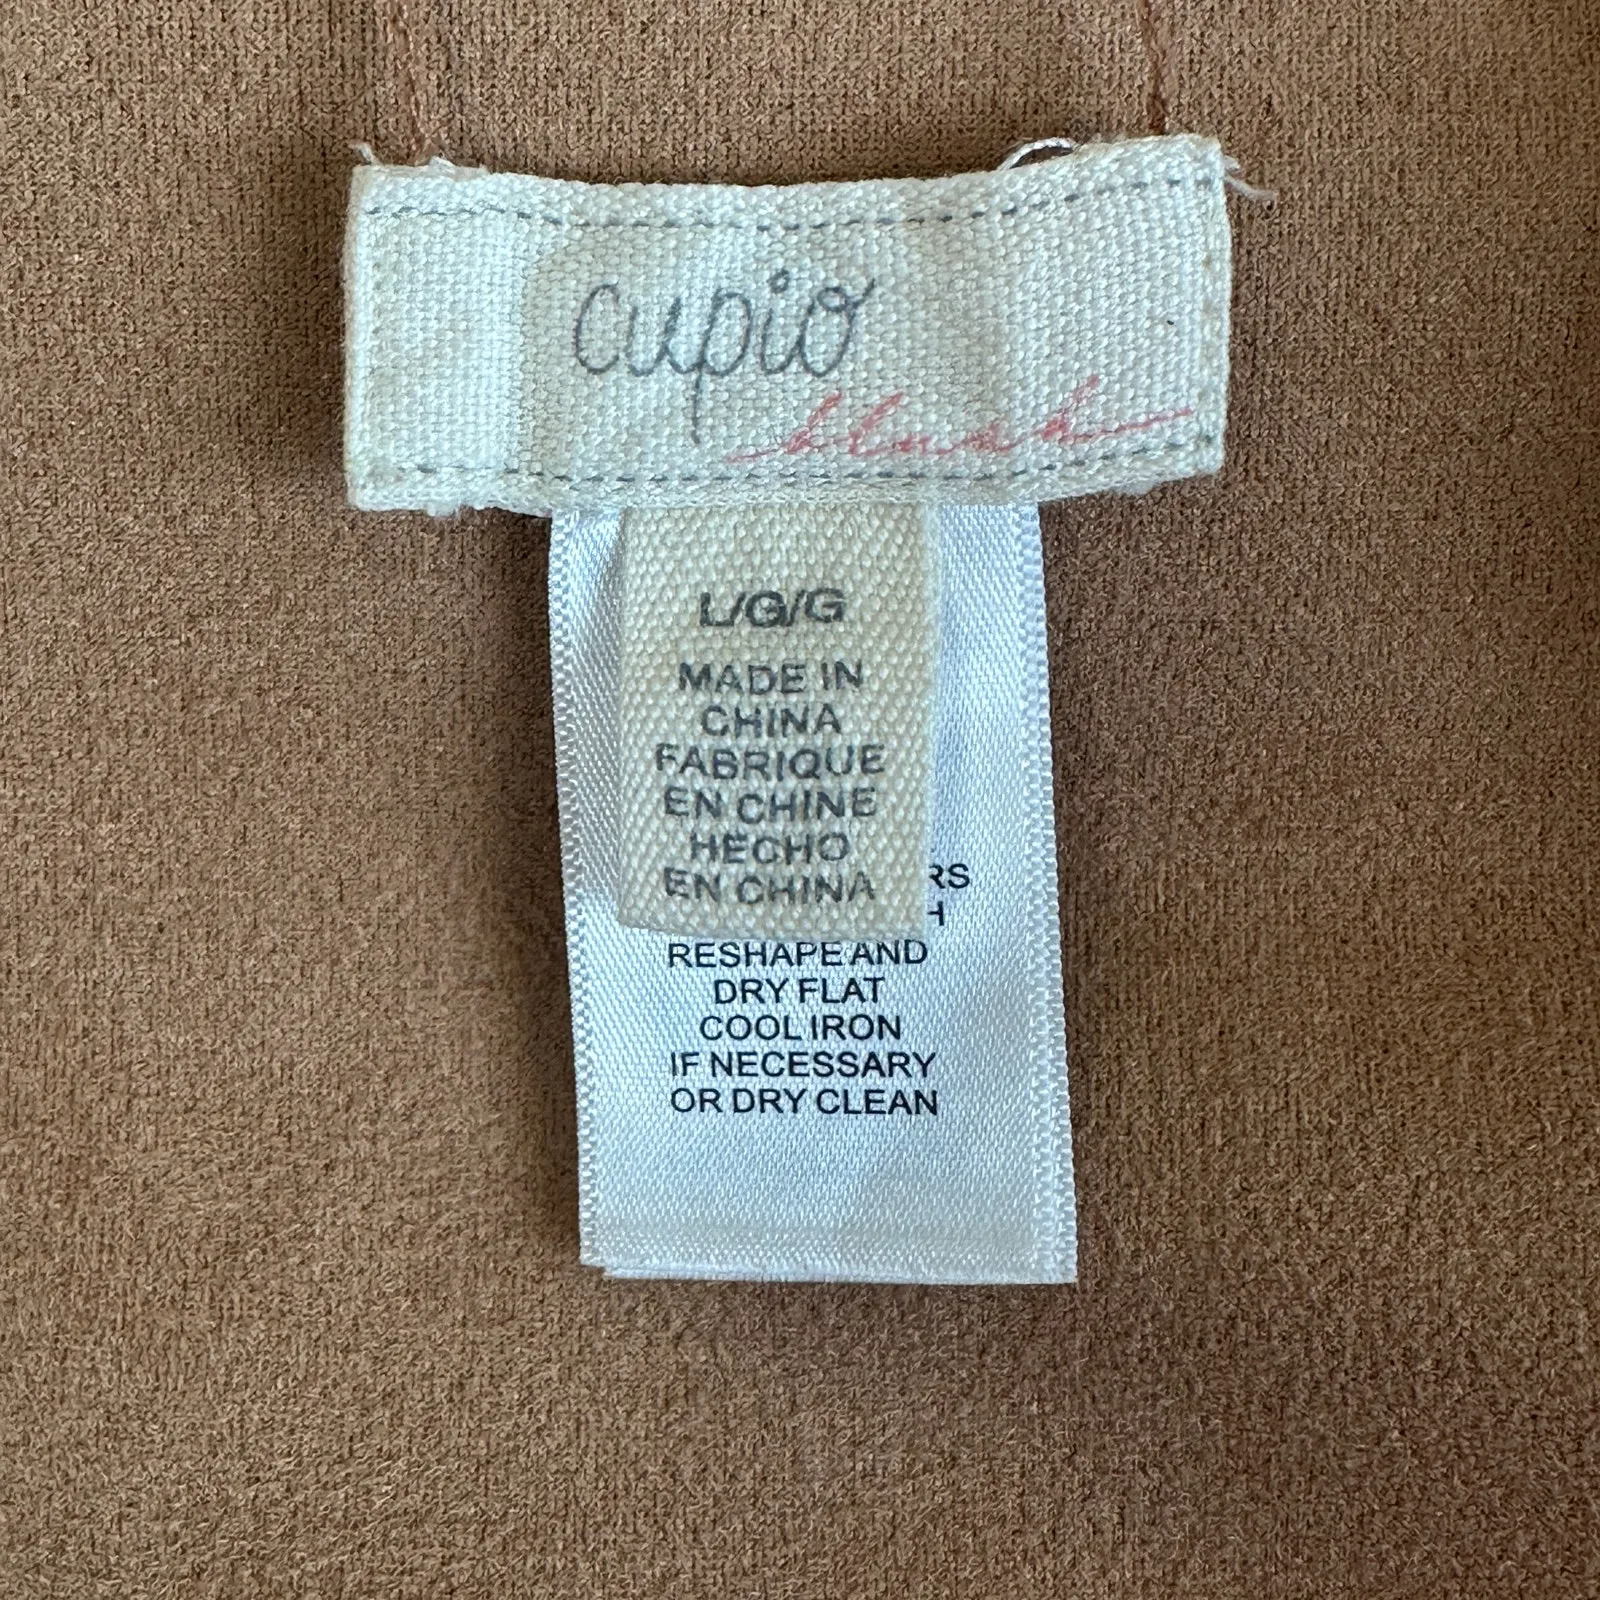 cupio
blush
L/G/G
MADE IN
CHINA
FABRIQUE
EN CHINE
HECHO
EN CHINA
RS
H
RESHAPE AND
DRY FLAT
COOL IRON
IF NECESSARY
OR DRY CLEAN